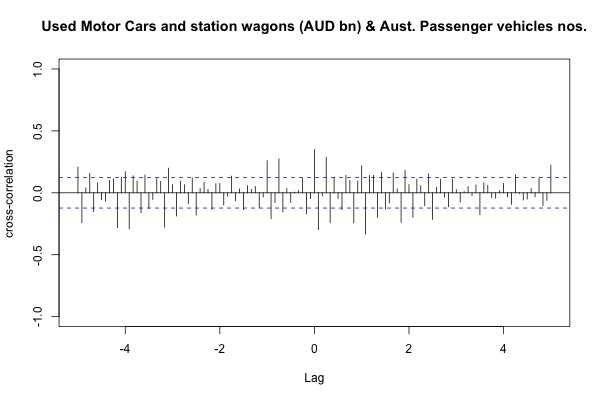 Used Motor Cars and station wagons (AUD bn) & Aust. Passenger vehicles nos.
1.0
0.5
0.0
-0.5
-1.0
cross-correlation
-4 -2 0 2 4
Lag